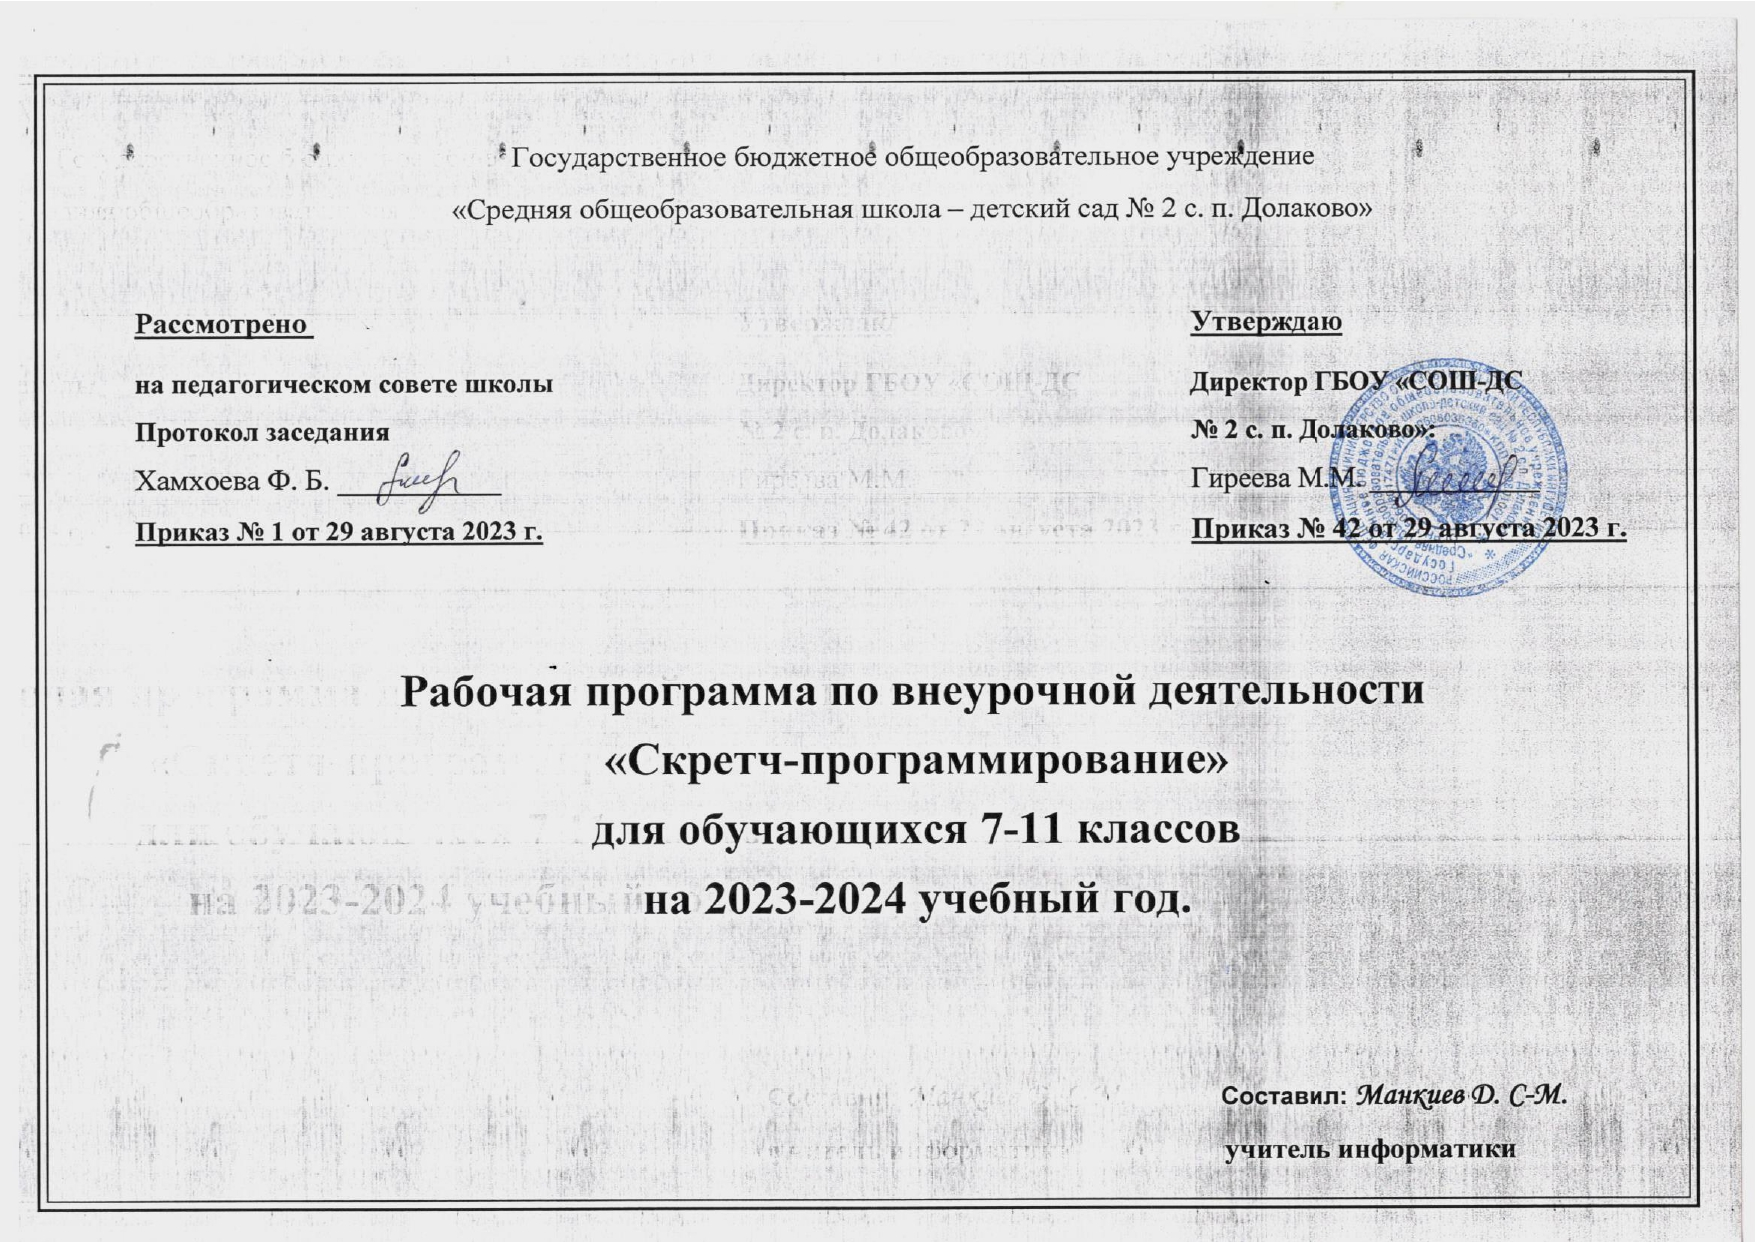 Государственное бюджетное общеобразовательное учреждение
«Средняя общеобразовательная школа – детский сад № 2 с. п. Долаково»
Рассмотрено
на педагогическом совете школы
Протокол заседания
Хамхоева Ф. Б.
Приказ № 1 от 29 августа 2023 г.
Утверждаю
Директор ГБОУ «СОШ-ДС
№ 2 с. п. Долаково»:
Гиреева М.М.
Приказ № 42 от 29 августа 2023 г.
Рабочая программа по внеурочной деятельности
«Скретч-программирование»
для обучающихся 7-11 классов
на 2023-2024 учебный год.
Составил: Манкиев Д. С-М.
учитель информатики